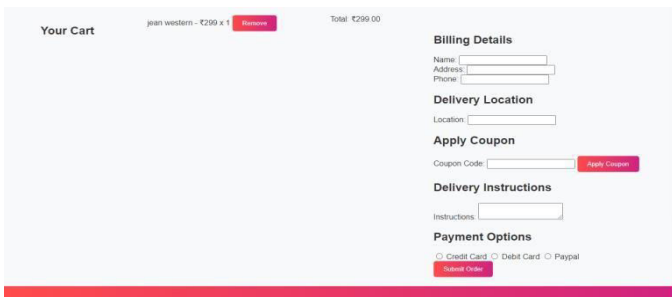 Your Cart
jean western - ₹299 x 1 Remove
Total: ₹299.00
Billing Details
Name:
Address:
Phone:
Delivery Location
Location:
Apply Coupon
Coupon Code: Apply Coupon
Delivery Instructions
Instructions:
Payment Options
Credit Card Debit Card Paypal
Submit Order